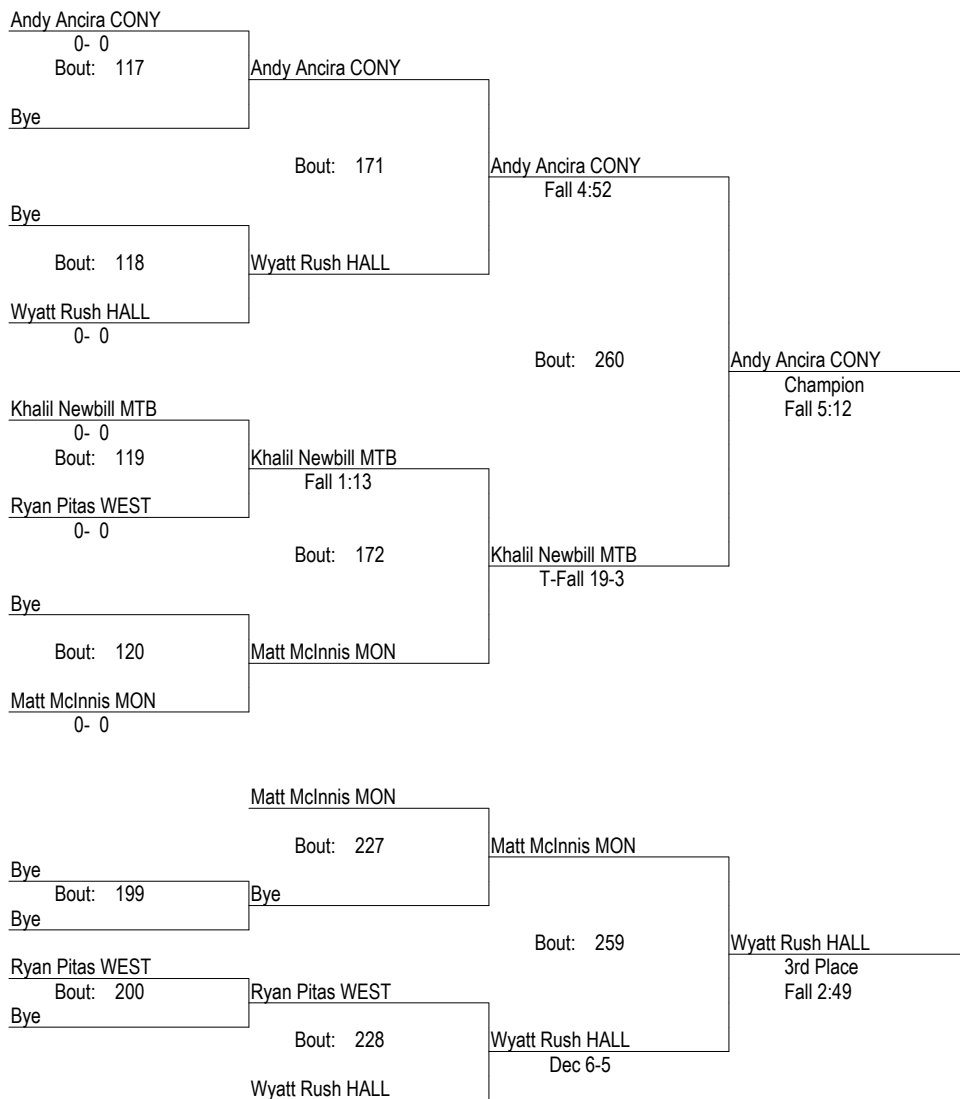 Andy Ancira CONY
0- 0
Bout: 117
Andy Ancira CONY
Bye
Bout: 171
Andy Ancira CONY
Fall 4:52
Bye
Bout: 118
Wyatt Rush HALL
Wyatt Rush HALL
0- 0
Bout: 260
Andy Ancira CONY
Champion
Fall 5:12
Khalil Newbill MTB
0- 0
Bout: 119
Khalil Newbill MTB
Fall 1:13
Ryan Pitas WEST
0- 0
Bout: 172
Khalil Newbill MTB
T-Fall 19-3
Bye
Bout: 120
Matt McInnis MON
Matt McInnis MON
0- 0
Matt McInnis MON
Bout: 227
Matt McInnis MON
Bye
Bout: 199
Bye
Bye
Bout: 259
Wyatt Rush HALL
3rd Place
Fall 2:49
Ryan Pitas WEST
Bout: 200
Ryan Pitas WEST
Bye
Bout: 228
Wyatt Rush HALL
Dec 6-5
Wyatt Rush HALL